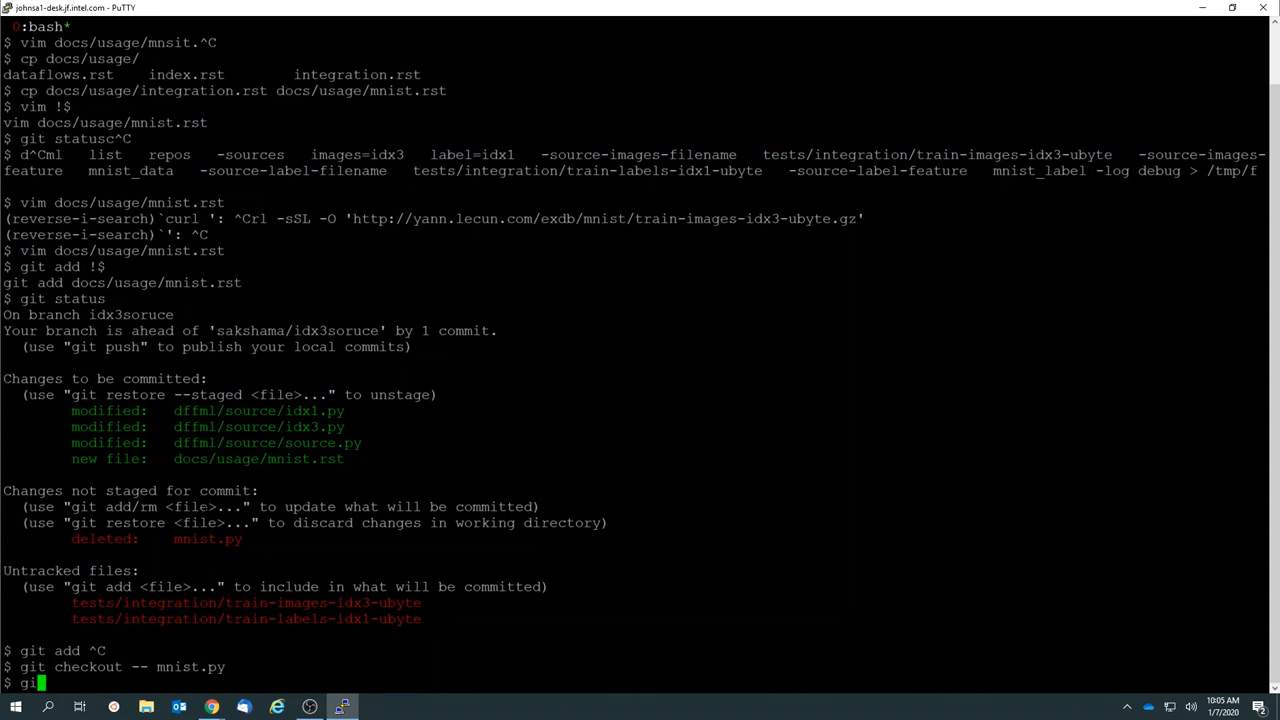 johnsa1-desk.jf.intel.com - PuTTY
0:bash*
$ vim docs/usage/mnsit.^C
$ cp docs/usage/
dataflows.rst    index.rst        integration.rst
$ cp docs/usage/integration.rst docs/usage/mnist.rst
$ vim !$
vim docs/usage/mnist.rst
$ git statusc^C
$ d^Cml   list   repos   -sources   images=idx3   label=idx1   -source-images-filename   tests/integration/train-images-idx3-ubyte   -source-images-
feature   mnist_data   -source-label-filename   tests/integration/train-labels-idx1-ubyte   -source-label-feature   mnist_label -log debug > /tmp/f
$ vim docs/usage/mnist.rst
(reverse-i-search)`curl ': ^Crl -sSL -O 'http://yann.lecun.com/exdb/mnist/train-images-idx3-ubyte.gz'
(reverse-i-search)`': ^C
$ vim docs/usage/mnist.rst
$ git add !$
git add docs/usage/mnist.rst
$ git status
On branch idx3soruce
Your branch is ahead of 'sakshama/idx3soruce' by 1 commit.
  (use "git push" to publish your local commits)
Changes to be committed:
  (use "git restore --staged <file>..." to unstage)
        modified:   dffml/source/idx1.py
        modified:   dffml/source/idx3.py
        modified:   dffml/source/source.py
        new file:   docs/usage/mnist.rst
Changes not staged for commit:
  (use "git add/rm <file>..." to update what will be committed)
  (use "git restore <file>..." to discard changes in working directory)
        deleted:    mnist.py
Untracked files:
  (use "git add <file>..." to include in what will be committed)
        tests/integration/train-images-idx3-ubyte
        tests/integration/train-labels-idx1-ubyte
$ git add ^C
$ git checkout -- mnist.py
$ gi
10:05 AM
1/7/2020
2